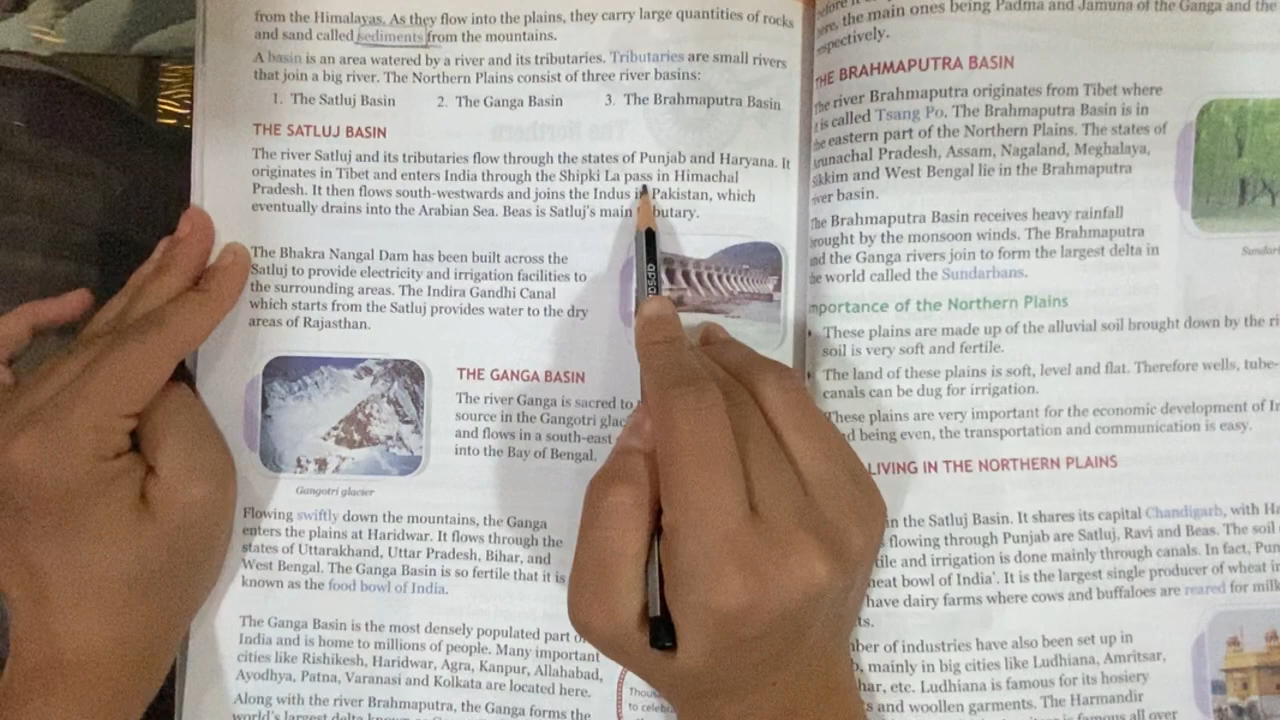 from the Himalayas. As they flow into the plains, they carry large quantities of rocks
and sand called sediments from the mountains.
A basin is an area watered by a river and its tributaries. Tributaries are small rivers
that join a big river. The Northern Plains consist of three river basins:
1. The Satluj Basin 2. The Ganga Basin 3. The Brahmaputra Basin
THE SATLUJ BASIN
The river Satluj and its tributaries flow through the states of Punjab and Haryana. It
originates in Tibet and enters India through the Shipki La pass in Himachal
Pradesh. It then flows south-westwards and joins the Indus in Pakistan, which
eventually drains into the Arabian Sea. Beas is Satluj's main
The Bhakra Nangal Dam has been built across the
Satluj to provide electricity and irrigation facilities to
the surrounding areas. The Indira Gandhi Canal
which starts from the Satluj provides water to the dry
areas of Rajasthan.
THE GANGA BASIN
The river Ganga is sacred to
source in the Gangotri
and flows in a south-east
into the Bay of Bengal.
Gangotri glacier
Flowing swiftly down the mountains, the Ganga
enters the plains at Haridwar. It flows through the
states of Uttarakhand, Uttar Pradesh, Bihar, and
West Bengal. The Ganga Basin is so fertile that it is
known as the food bowl of India.
The Ganga Basin is the most densely populated part
India and is home to millions of people. Many important
cities like Rishikesh, Haridwar, Agra, Kanpur, Allahabad,
Ayodhya, Patna, Varanasi and Kolkata are located here.
Along with the river Brahmaputra, the Ganga forms the
world's largest delta
to
apsa
the main ones being Padma and Jamuna of the Ganga and the
THE BRAHMAPUTRA BASIN
The river Brahmaputra originates from Tibet where
is called Tsang Po. The Brahmaputra Basin is in
eastern part of the Northern Plains. The states of
Arunachal Pradesh, Assam, Nagaland, Meghalaya,
Sikkim and West Bengal lie in the Brahmaputra
basin.
The Brahmaputra Basin receives heavy rainfall
by the monsoon winds. The Brahmaputra
the Ganga rivers join to form the largest delta in
world called the Sundarbans.
of the Northern Plains
• These plains are made up of the alluvial soil brought down by the
soil is very soft and fertile.
The land of these plains is soft, level and flat. Therefore wells, tube-
canals can be dug for irrigation.
These plains are very important for the economic development of
being even, the transportation and communication is easy.
LIVING IN THE NORTHERN PLAINS
in the Satluj Basin. It shares its capital Chandigarh, with
flowing through Punjab are Satluj, Ravi and Beas. The soil
and irrigation is done mainly through canals. In fact,
bowl of India'. It is the largest single producer of wheat
have dairy farms where cows and buffaloes are reared for
of industries have also been set up in
mainly in big cities like Ludhiana, Amritsar,
etc. Ludhiana is famous for its hosiery
and woollen garments. The Harmandir
is famous all over